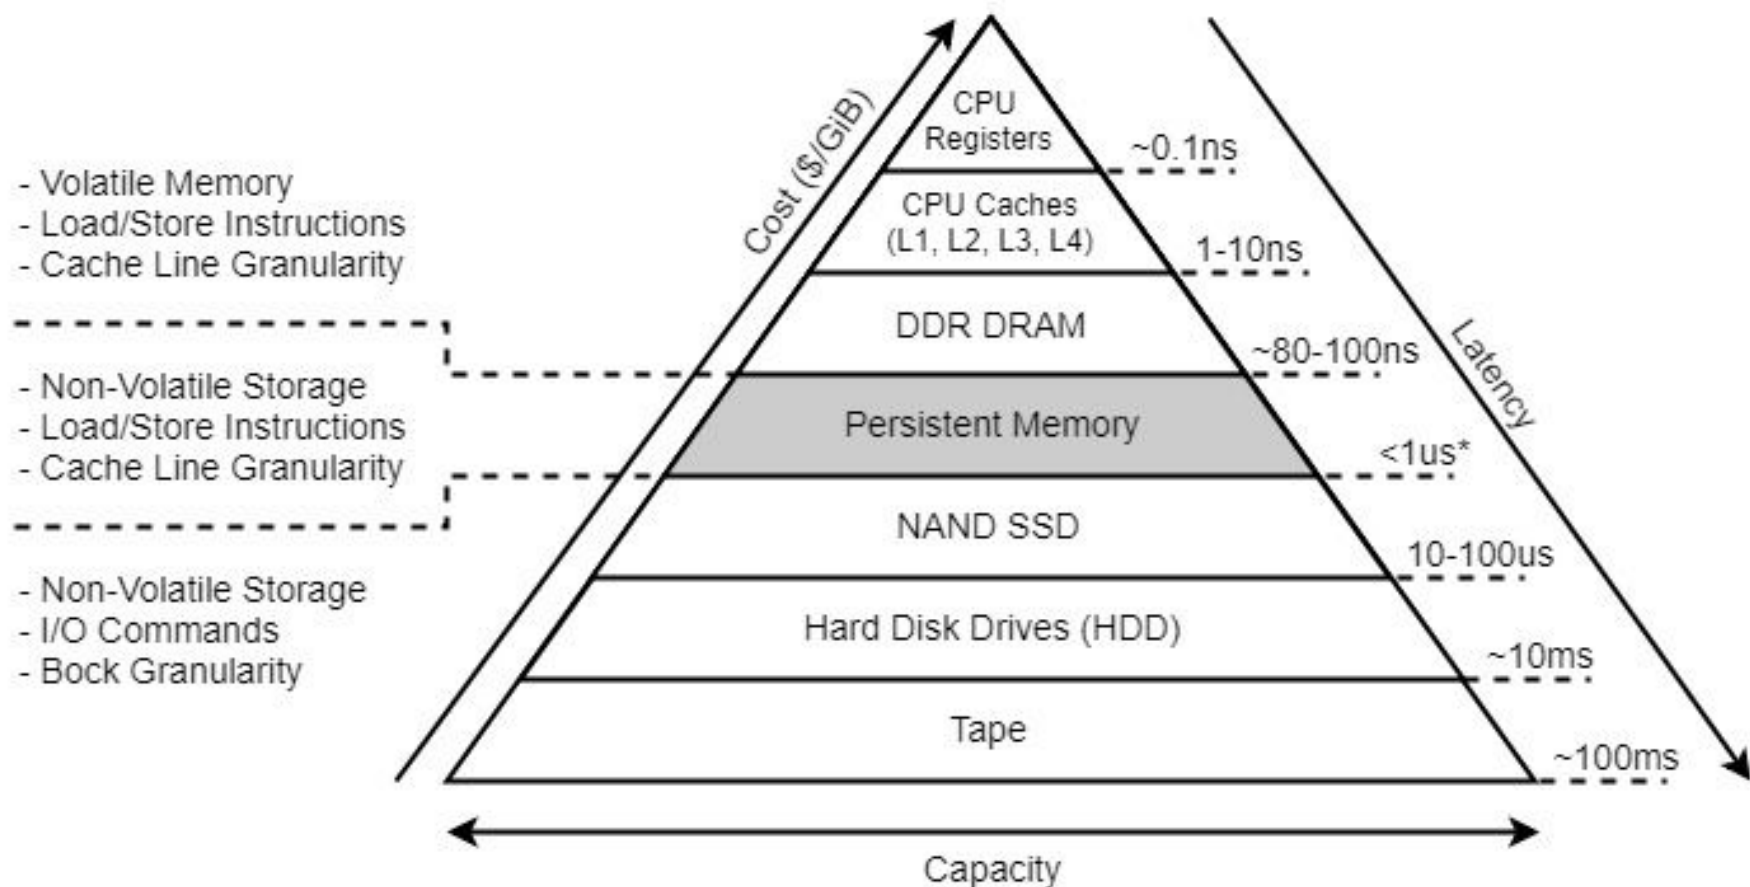 Cost ($/GiB)
CPU
Registers
~0.1ns
- Volatile Memory
- Load/Store Instructions
- Cache Line Granularity
CPU Caches
(L1, L2, L3, L4)
1-10ns
DDR DRAM
~80-100ns
Latency
- Non-Volatile Storage
- Load/Store Instructions
- Cache Line Granularity
Persistent Memory
<1us*
NAND SSD
10-100us
- Non-Volatile Storage
- I/O Commands
- Bock Granularity
Hard Disk Drives (HDD)
~10ms
Tape
~100ms
Capacity